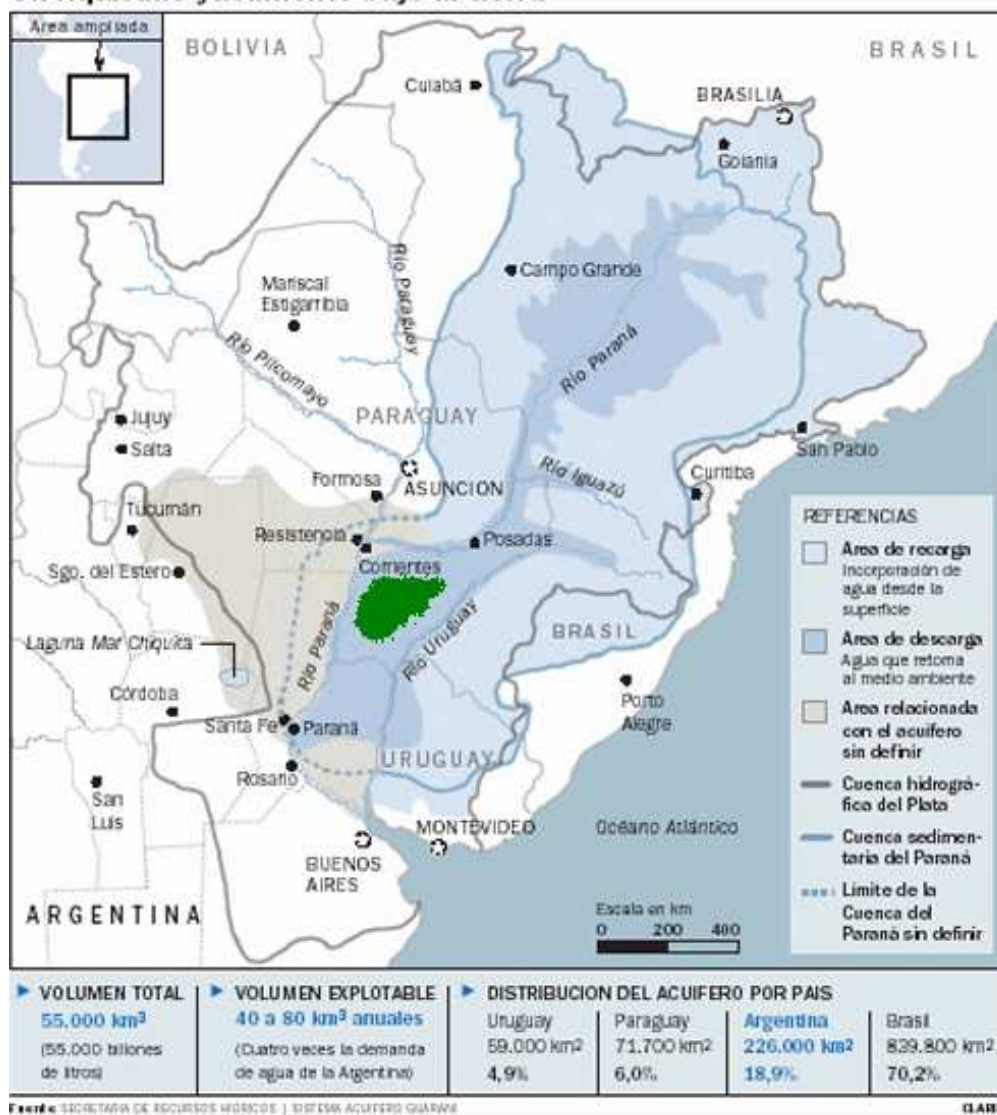 Area ampliada
BOLIVIA
BRASIL
Cuiabá
BRASILIA
Goiânia
Campo Grande
Mariscal
Estigarribia
Río Paraguay
Río Pilcomayo
Río Paraná
PARAGUAY
Jujuy
Salta
San Pablo
Curitiba
Río Iguazú
Formosa
ASUNCION
Tucumán
Resistencia
Posadas
Corrientes
Sgo. del Estero
Río Paraná
Río Uruguay
BRASIL
Laguna Mar Chiquita
Córdoba
Porto
Alegre
Santa Fe
Paraná
URUGUAY
Rosario
San
Luis
MONTEVIDEO
Océano Atlántico
BUENOS
AIRES
ARGENTINA
Escala en km
0 200 400
REFERENCIAS
Area de recarga
Incorporación de
agua desde la
superficie
Area de descarga
Agua que retorna
al medio ambiente
Area relacionada
con el acuífero
sin definir
Cuenca hidrográ-
fica del Plata
Cuenca sedimen-
taria del Paraná
Límite de la
Cuenca del
Paraná sin definir
VOLUMEN TOTAL
55.000 km³
(55.000 billones
de litros)
VOLUMEN EXPLOTABLE
40 a 80 km³ anuales
(Cuatro veces la demanda
de agua de la Argentina)
DISTRIBUCION DEL ACUIFERO POR PAIS
Uruguay
59.000 km2
4,9%
Paraguay
71.700 km2
6,0%
Argentina
226.000 km2
18,9%
Brasil
839.800 km2
70,2%
Fuente: SECRETARIA DE RECURSOS HIDRICOS | SISTEMA ACUIFERO GUARANI